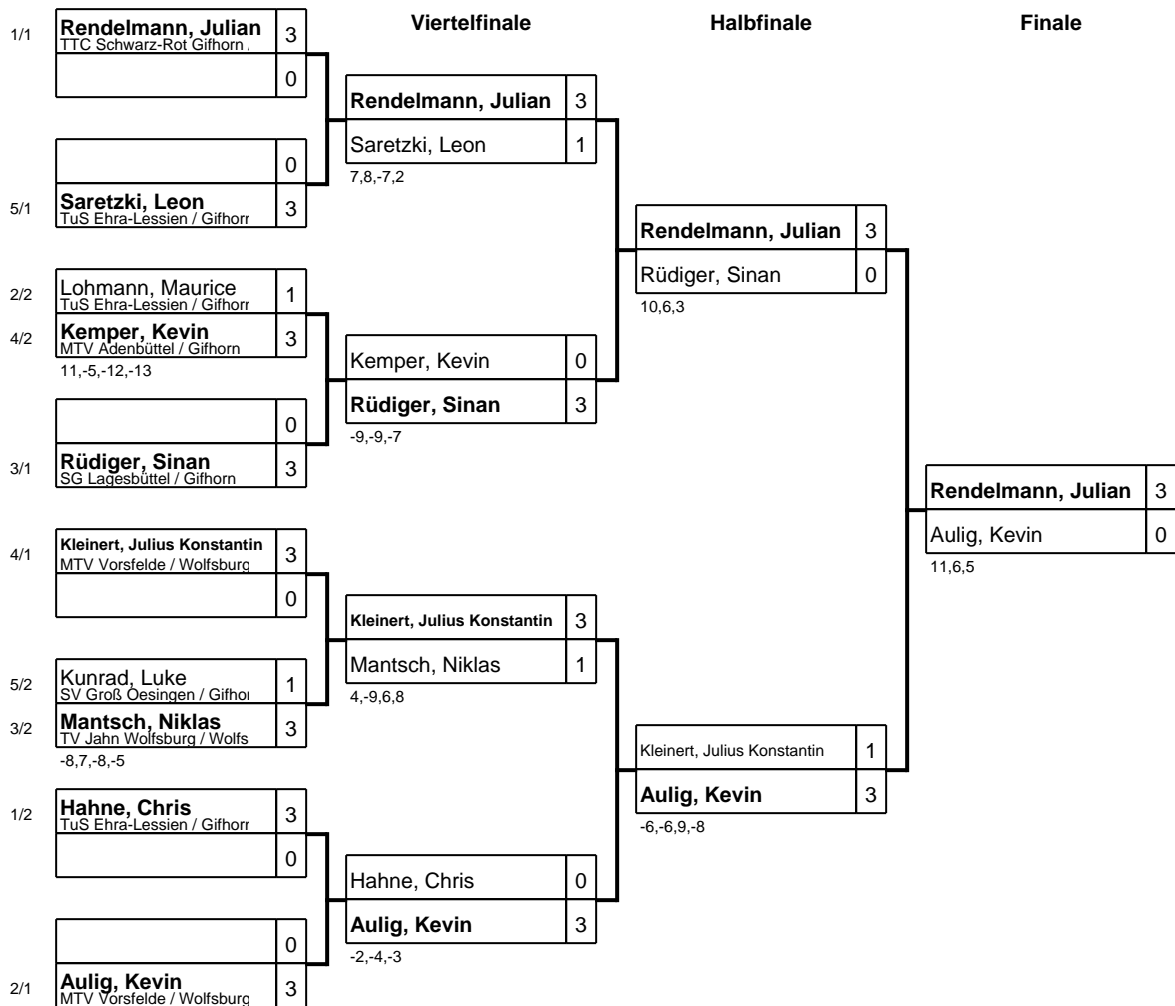 Viertelfinale
Halbfinale
Finale
1/1
Rendelmann, Julian 3
TTC Schwarz-Rot Gifhorn
0
0
5/1
Saretzki, Leon 3
TuS Ehra-Lessien / Gifhorn
2/2
Lohmann, Maurice 1
TuS Ehra-Lessien / Gifhorn
4/2
Kemper, Kevin 3
MTV Adenbüttel / Gifhorn
11,-5,-12,-13
0
3/1
Rüdiger, Sinan 3
SG Lagesbüttel / Gifhorn
4/1
Kleinert, Julius Konstantin 3
MTV Vorsfelde / Wolfsburg
0
5/2
Kunrad, Luke 1
SV Groß Oesingen / Gifho
3/2
Mantsch, Niklas 3
TV Jahn Wolfsburg / Wolfs
-8,7,-8,-5
1/2
Hahne, Chris 3
TuS Ehra-Lessien / Gifhorn
0
0
2/1
Aulig, Kevin 3
MTV Vorsfelde / Wolfsburg
Rendelmann, Julian 3
Saretzki, Leon 1
7,8,-7,2
Kemper, Kevin 0
Rüdiger, Sinan 3
-9,-9,-7
Kleinert, Julius Konstantin 3
Mantsch, Niklas 1
4,-9,6,8
Hahne, Chris 0
Aulig, Kevin 3
-2,-4,-3
Rendelmann, Julian 3
Rüdiger, Sinan 0
10,6,3
Kleinert, Julius Konstantin 1
Aulig, Kevin 3
-6,-6,9,-8
Rendelmann, Julian 3
Aulig, Kevin 0
11,6,5